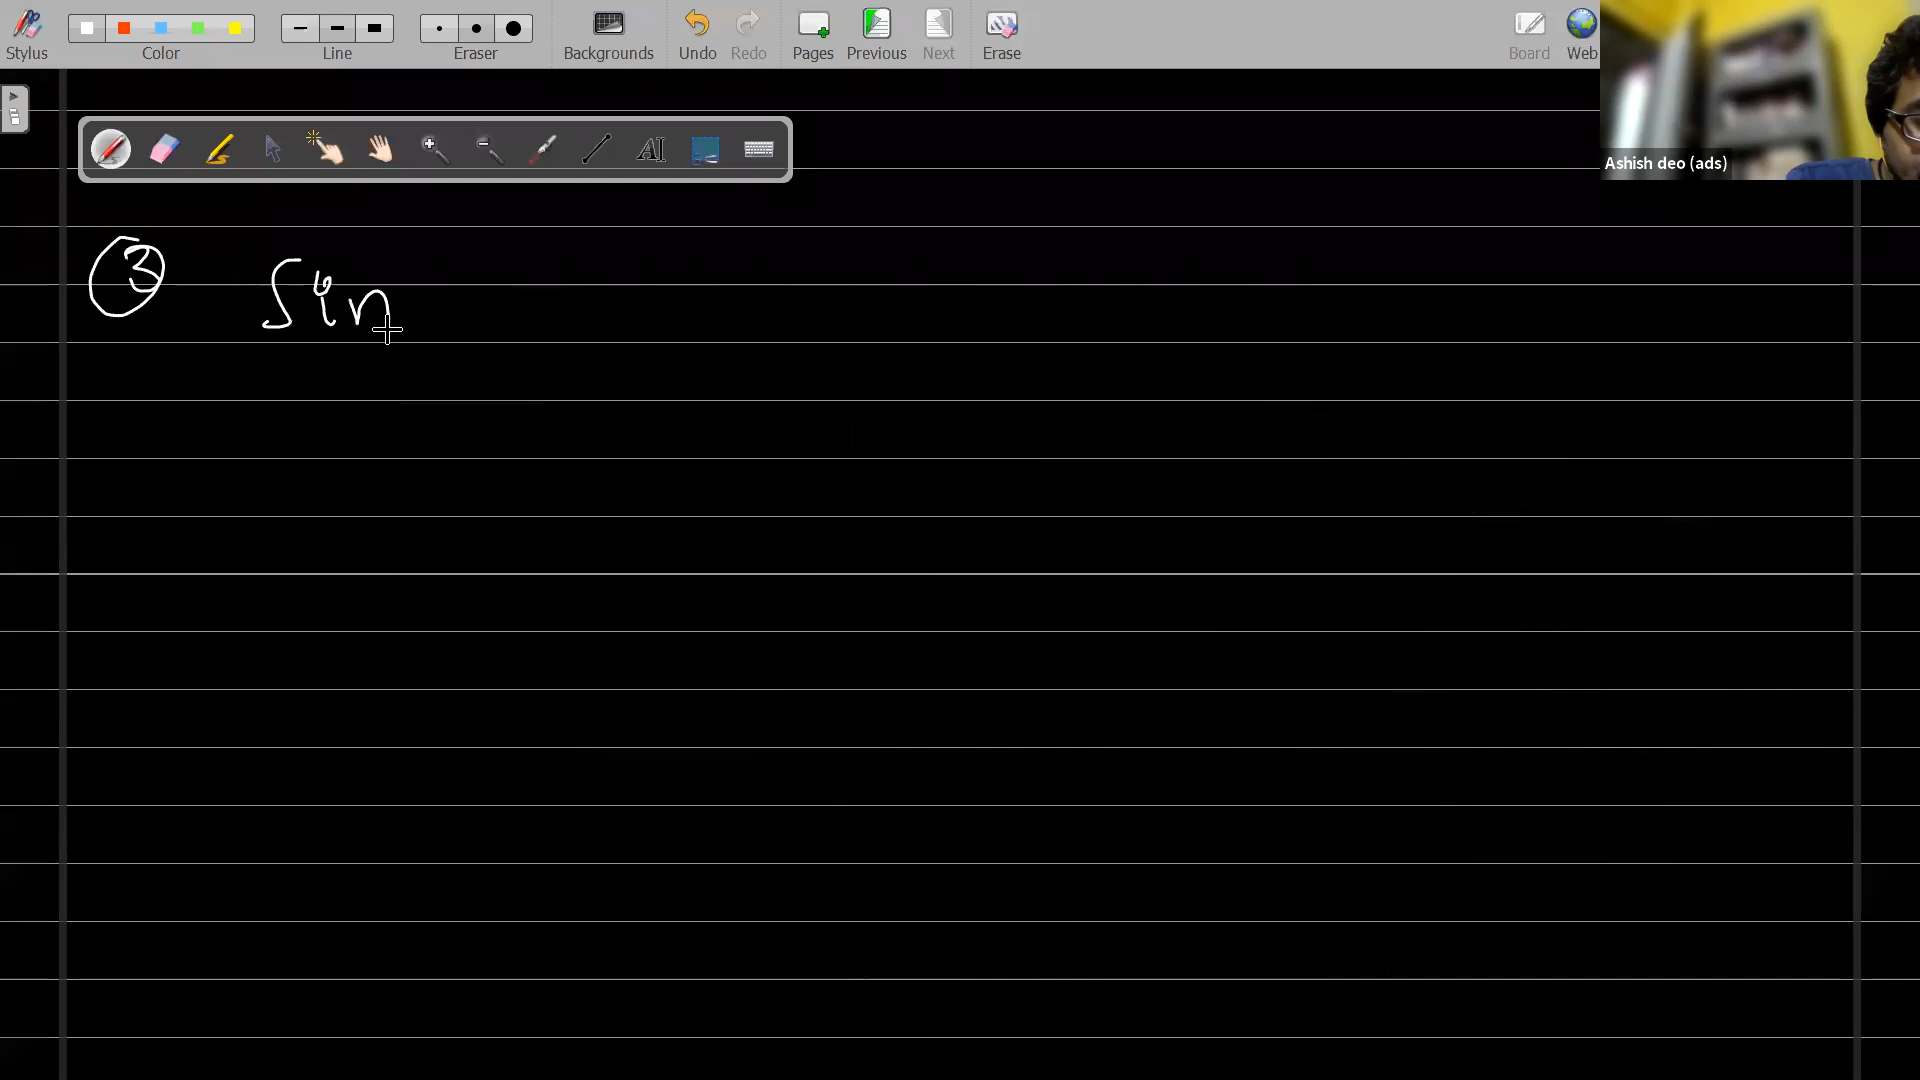 Stylus Color Line Eraser Backgrounds Undo Redo Pages Previous Next Erase Board Web
Ashish deo (ads)
3 Sin